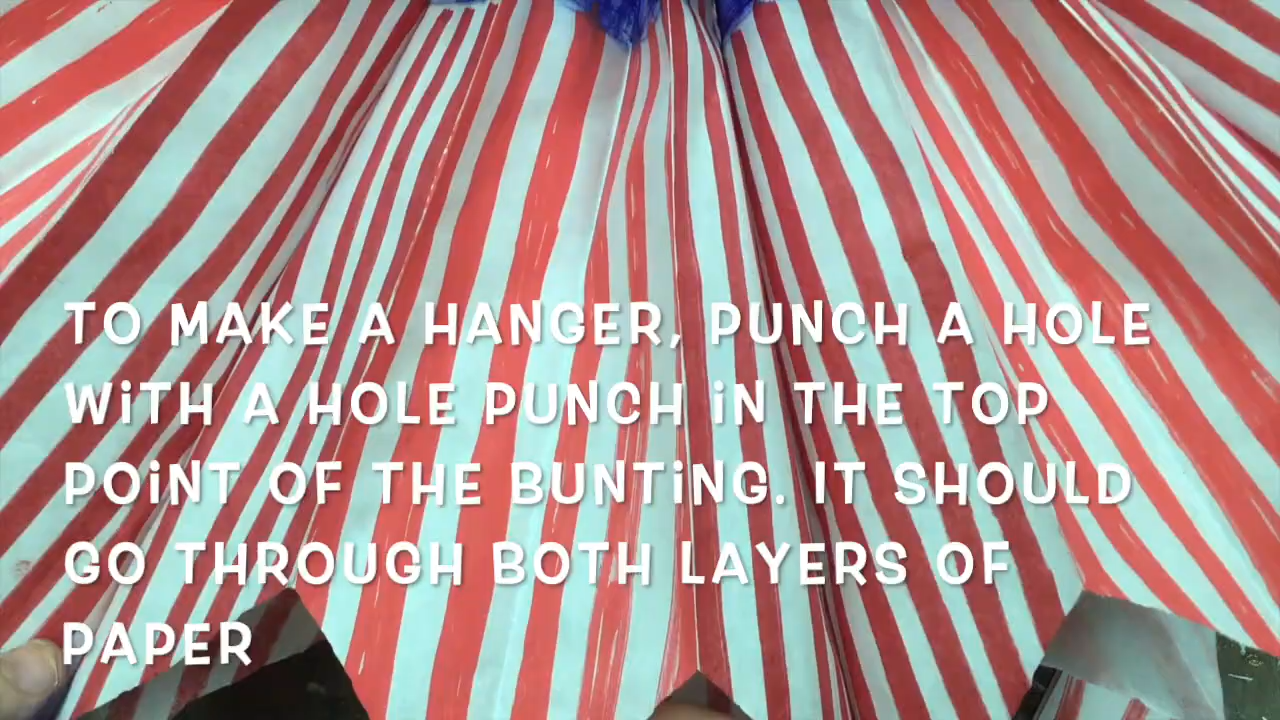 TO MAKE A HANGER, PUNCH A HOLE
WiTH A HOLE PUNCH iN THE TOP
POiNT OF THE BUNTiNG. IT SHOULD
GO THROUGH BOTH LAYERS OF
PAPER